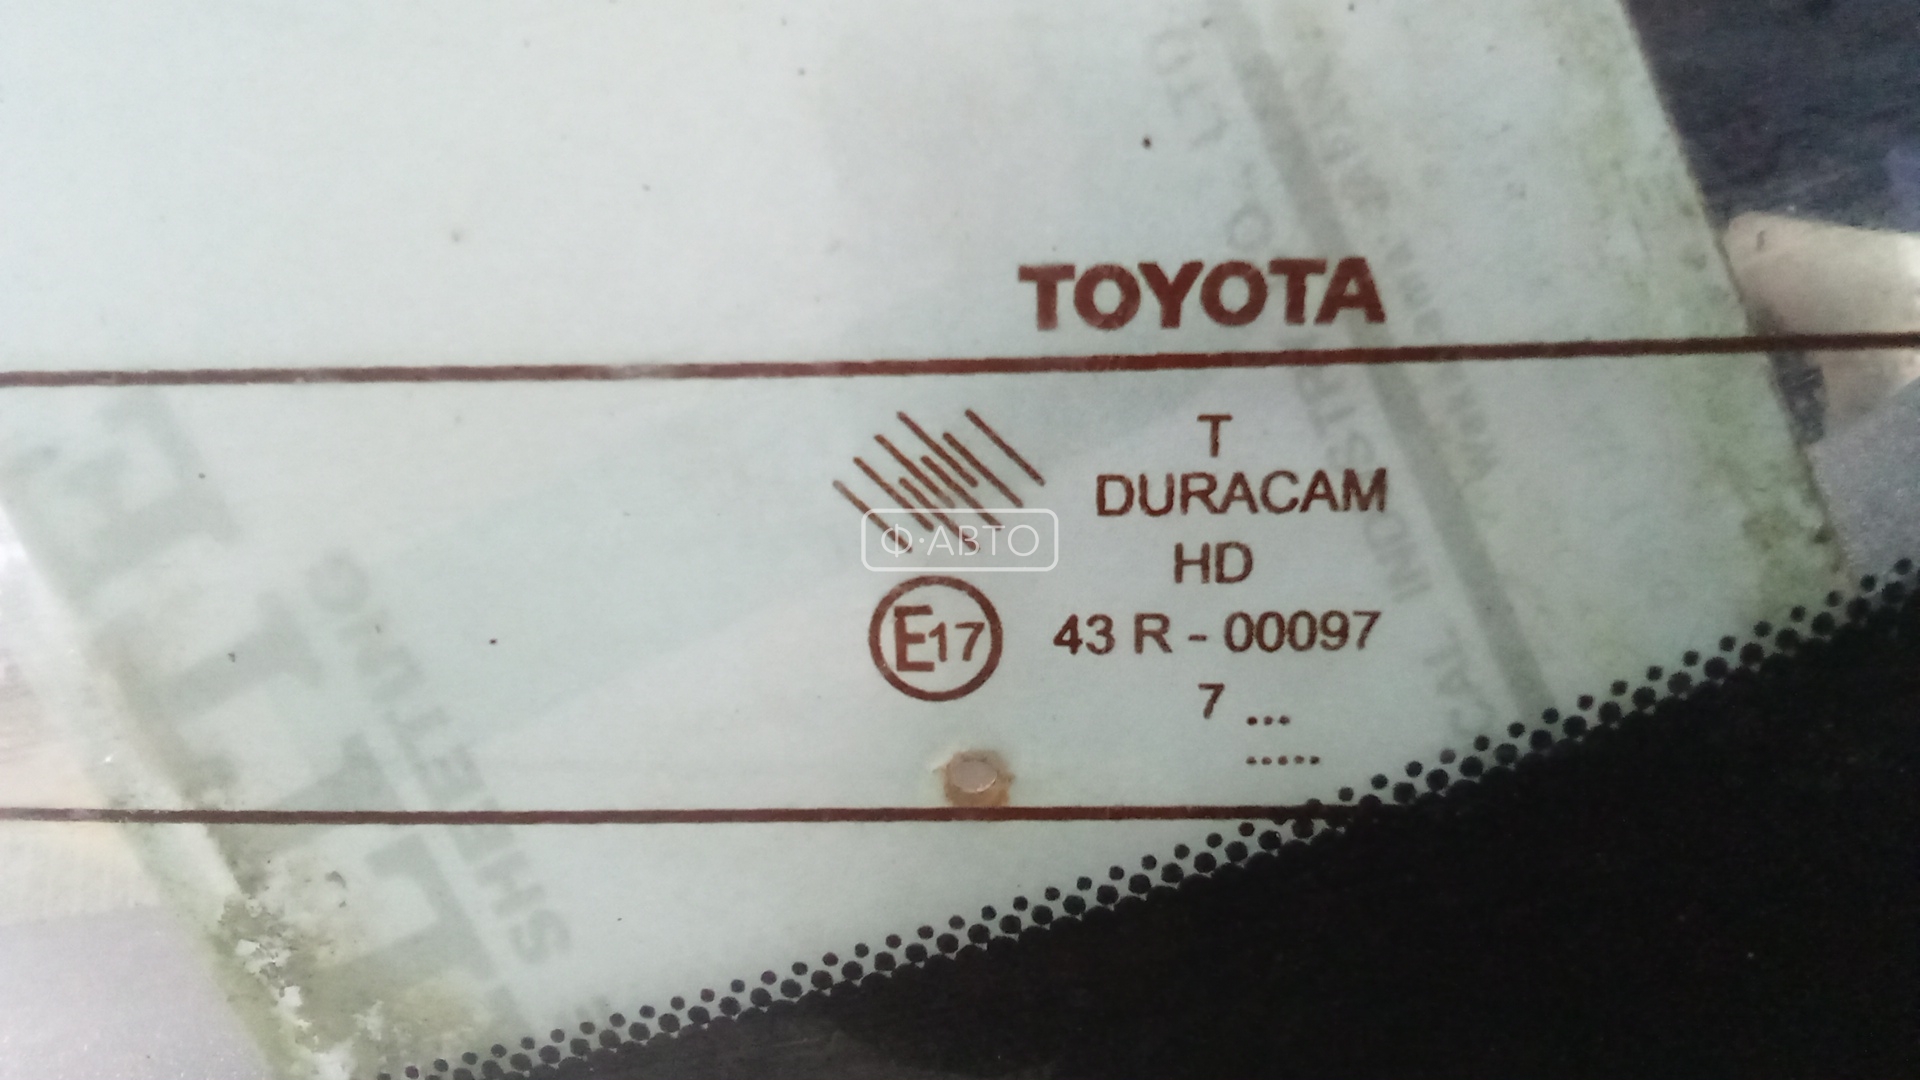 TOYOTA
T
DURACAM
Ф·АВТО
HD
E17
43 R - 00097
7 ...
.....